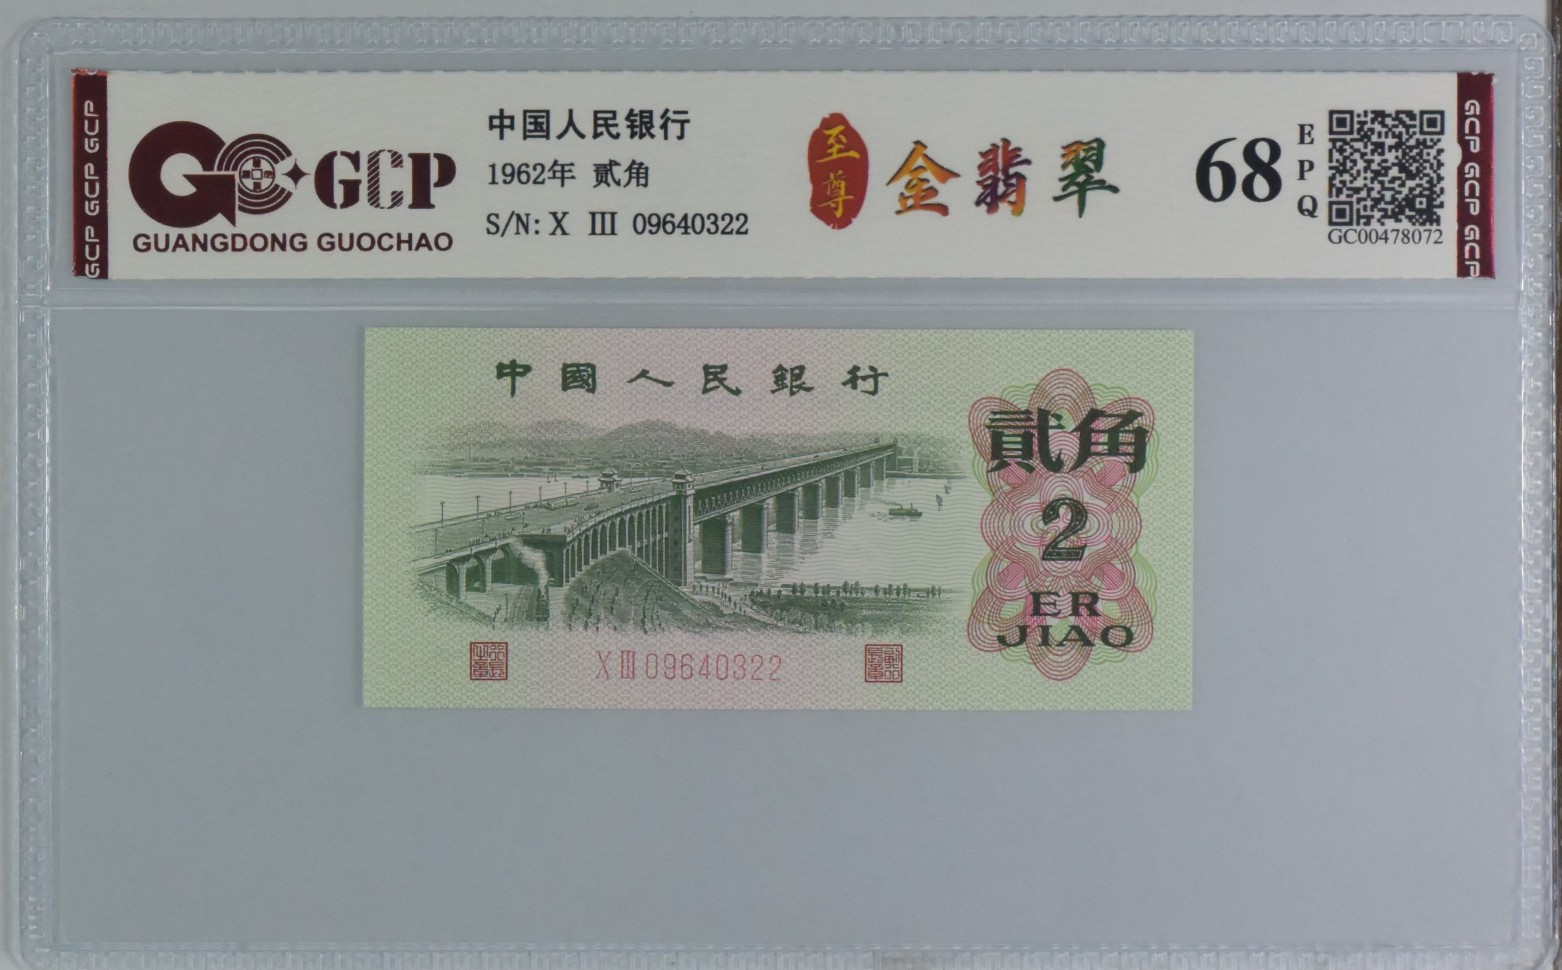 GCP GCP GCP
GCP
GUANGDONG GUOCHAO
中国人民银行
1962年 贰角
S/N: X Ⅲ 09640322
至尊
金翡翠
68
EPQ
GC00478072
GCP GCP GCP
中國人民銀行
貳角
2
ER
JIAO
X Ⅲ 09640322